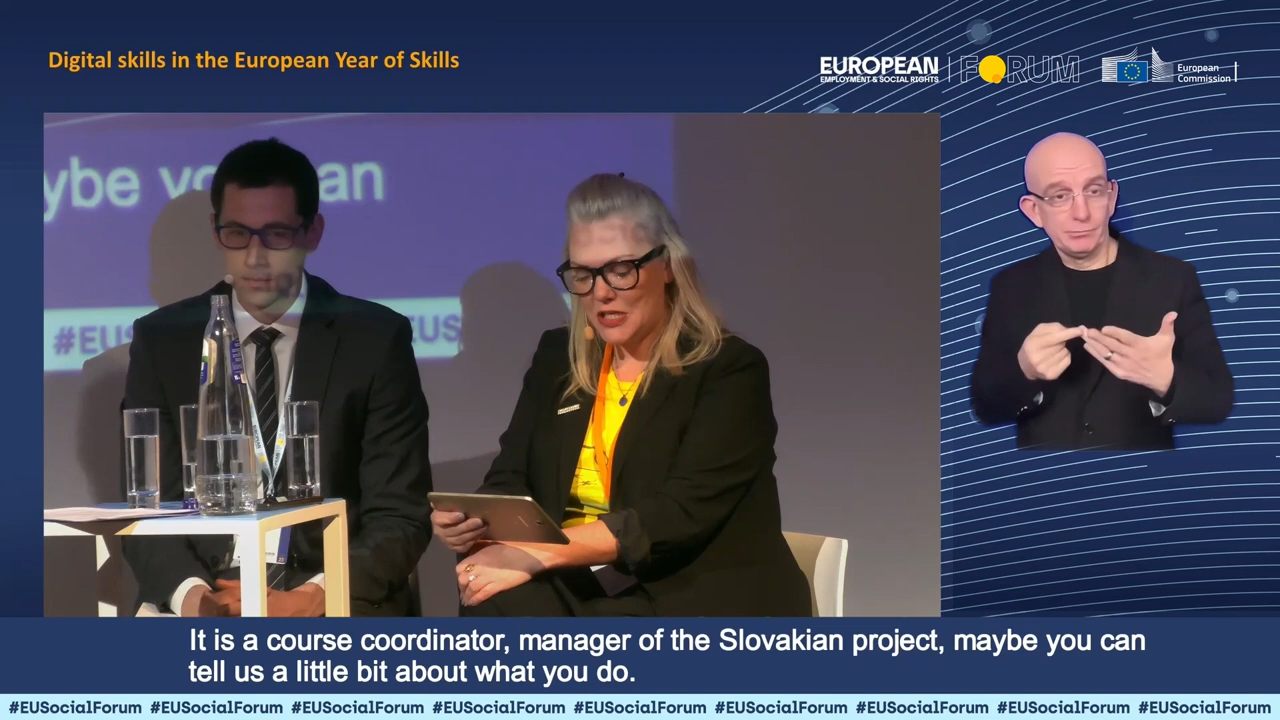 Digital skills in the European Year of Skills
EUROPEAN
EMPLOYMENT & SOCIAL RIGHTS
FORUM
European
Commission
ybe you can
#EUS
EUS
It is a course coordinator, manager of the Slovakian project, maybe you can
tell us a little bit about what you do.
#EUSocialForum #EUSocialForum #EUSocialForum #EUSocialForum #EUSocialForum #EUSocialForum #EUSocialForum #EUSocialForum #EUSocialForum